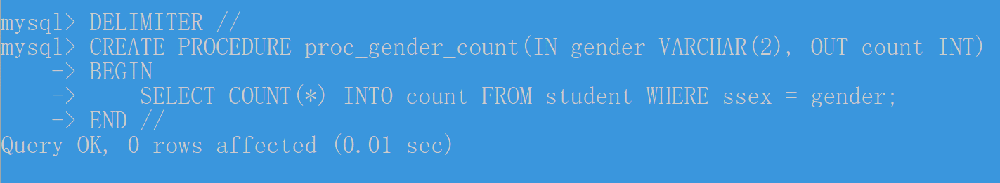 mysql> DELIMITER //
mysql> CREATE PROCEDURE proc_gender_count(IN gender VARCHAR(2), OUT count INT)
    -> BEGIN
    ->     SELECT COUNT(*) INTO count FROM student WHERE ssex = gender;
    -> END //
Query OK, 0 rows affected (0.01 sec)